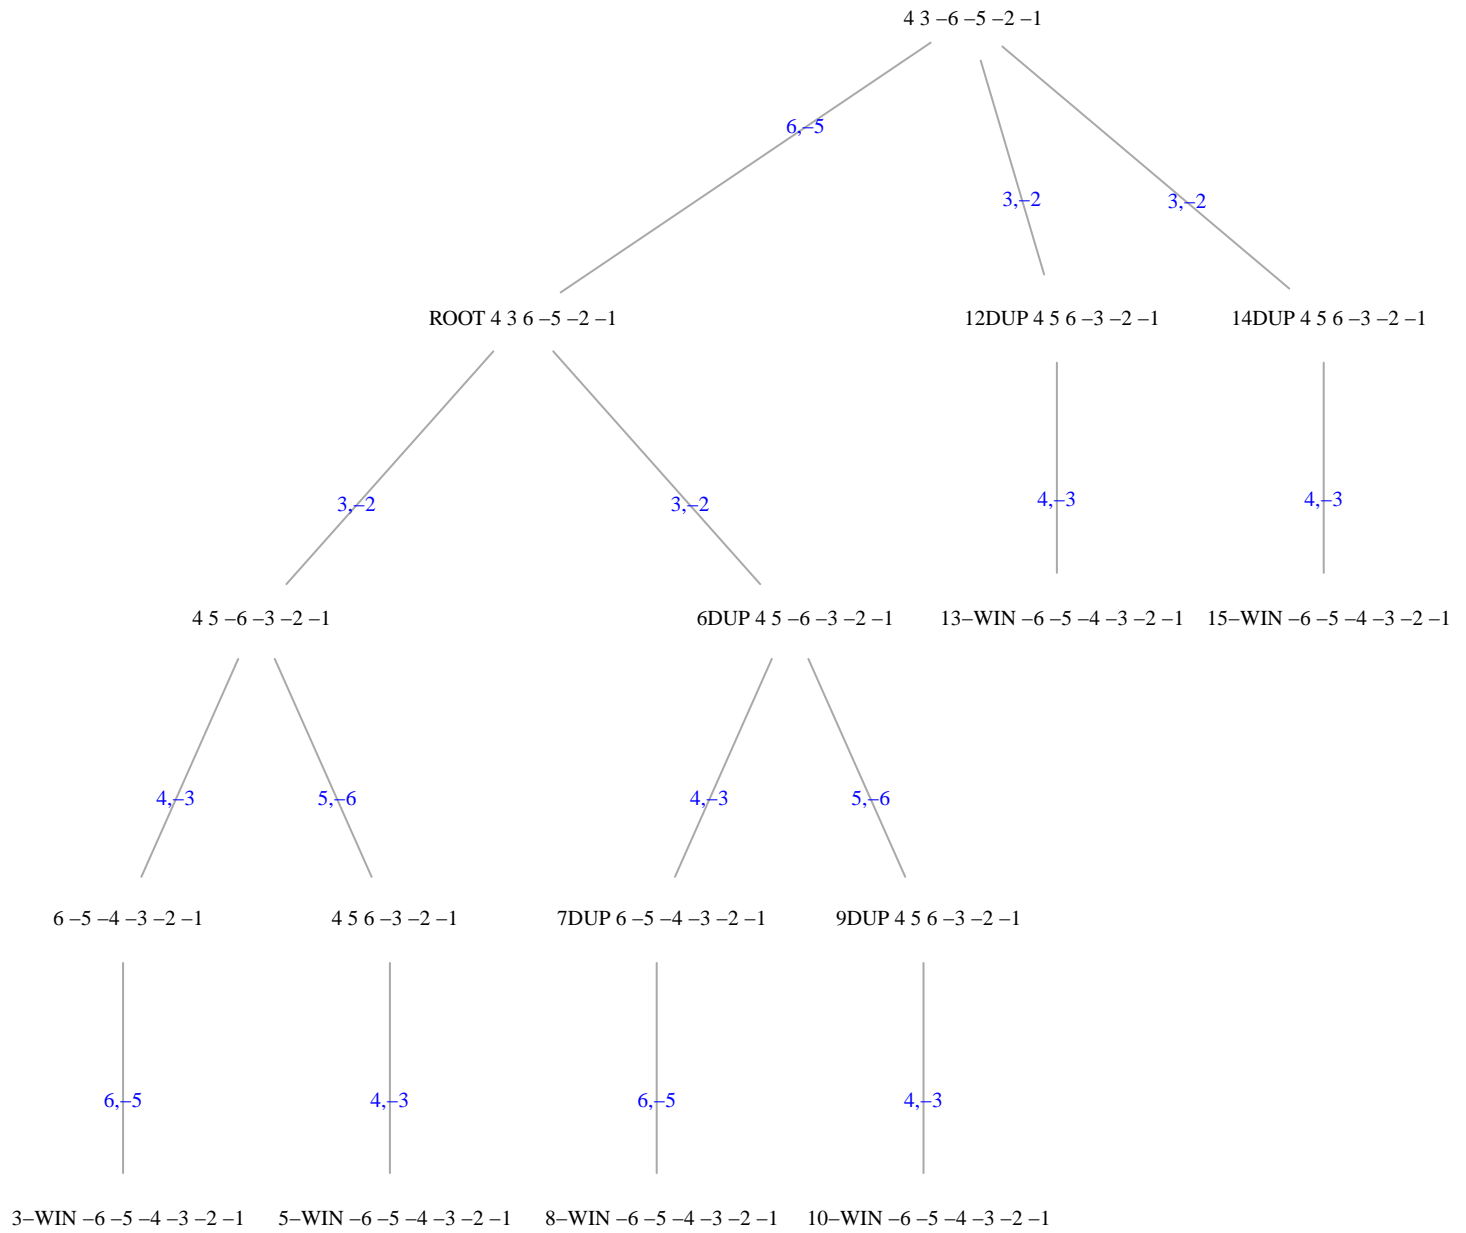 4 3 –6 –5 –2 –1
6,–5
3,–2
3,–2
ROOT 4 3 6 –5 –2 –1
12DUP 4 5 6 –3 –2 –1
14DUP 4 5 6 –3 –2 –1
3,–2
3,–2
4,–3
4,–3
4 5 –6 –3 –2 –1
6DUP 4 5 –6 –3 –2 –1
13–WIN –6 –5 –4 –3 –2 –1
15–WIN –6 –5 –4 –3 –2 –1
4,–3
5,–6
4,–3
5,–6
6 –5 –4 –3 –2 –1
4 5 6 –3 –2 –1
7DUP 6 –5 –4 –3 –2 –1
9DUP 4 5 6 –3 –2 –1
6,–5
4,–3
6,–5
4,–3
3–WIN –6 –5 –4 –3 –2 –1
5–WIN –6 –5 –4 –3 –2 –1
8–WIN –6 –5 –4 –3 –2 –1
10–WIN –6 –5 –4 –3 –2 –1